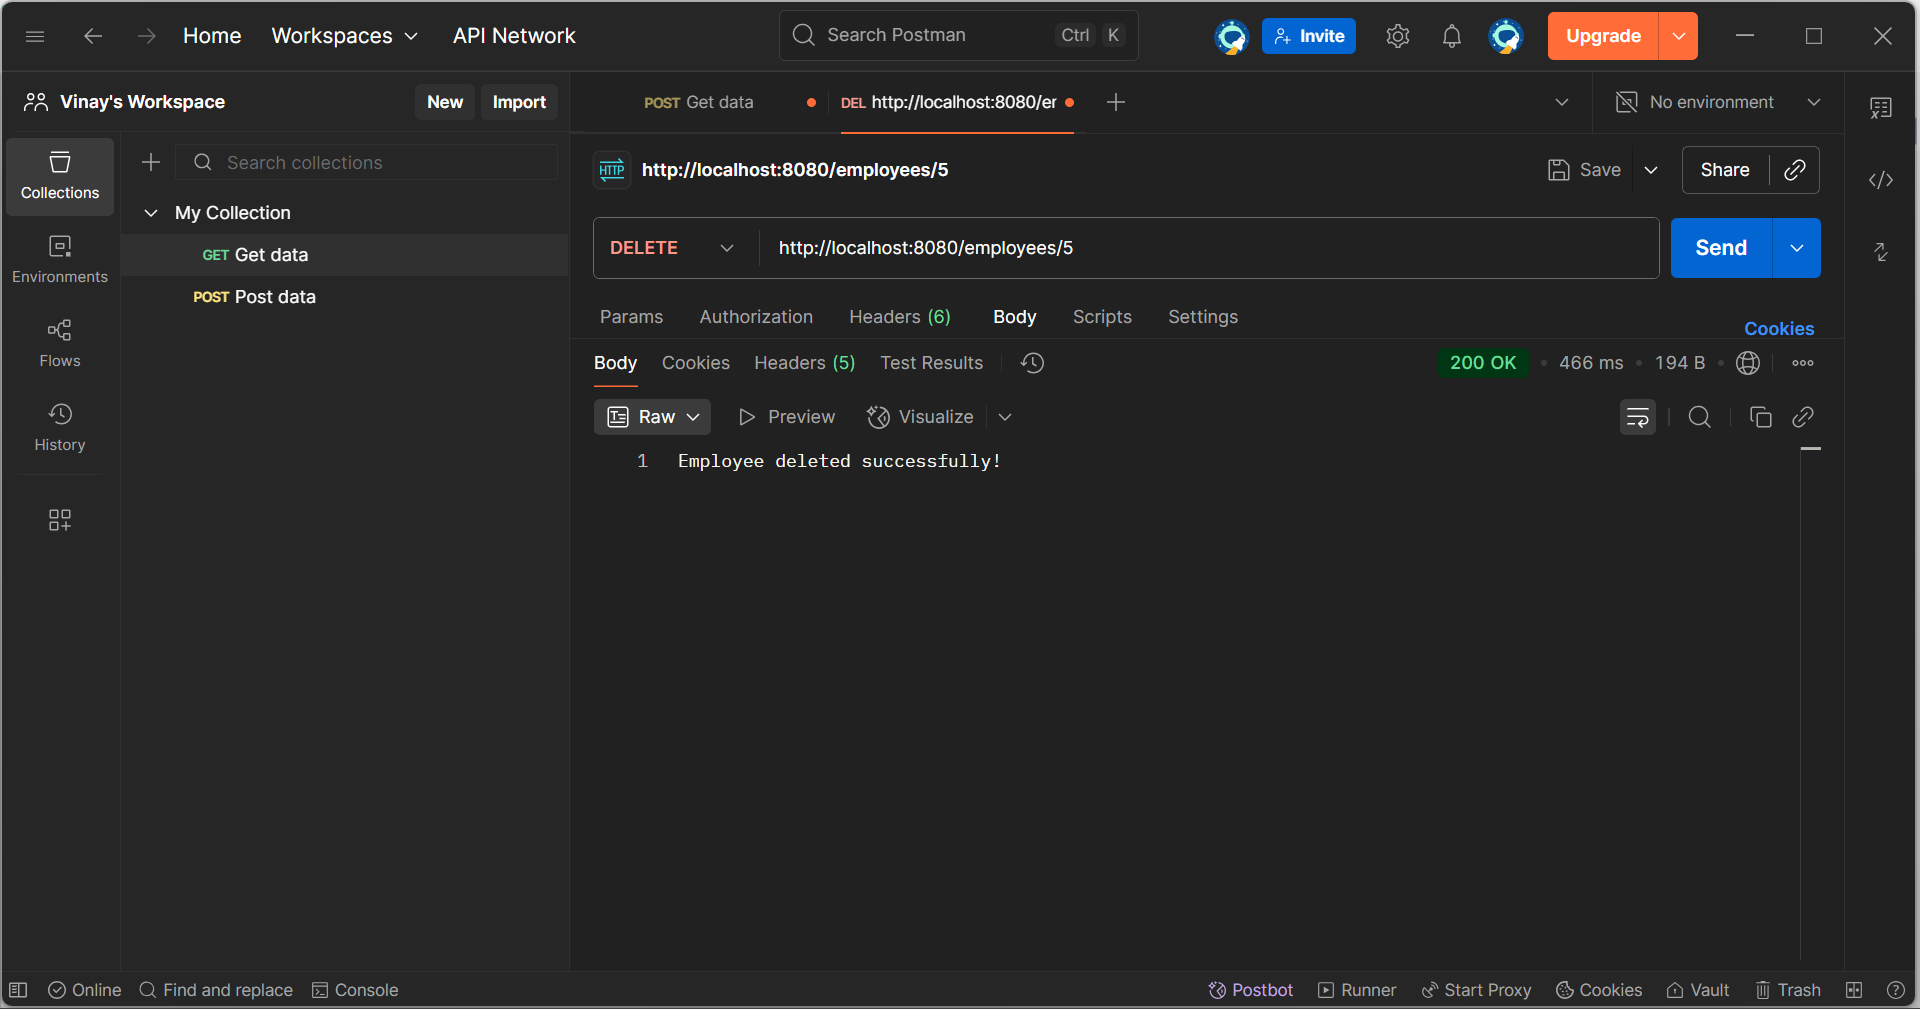 Home Workspaces API Network Search Postman Ctrl K Invite Upgrade
Vinay's Workspace New Import POST Get data DEL http://localhost:8080/er No environment
Collections
Search collections
My Collection
GET Get data
POST Post data
Environments
Flows
History
HTTP http://localhost:8080/employees/5 Save Share
DELETE http://localhost:8080/employees/5 Send
Params Authorization Headers (6) Body Scripts Settings Cookies
Body Cookies Headers (5) Test Results 200 OK • 466 ms • 194 B •
Raw Preview Visualize
1 Employee deleted successfully!
Online Find and replace Console Postbot Runner Start Proxy Cookies Vault Trash